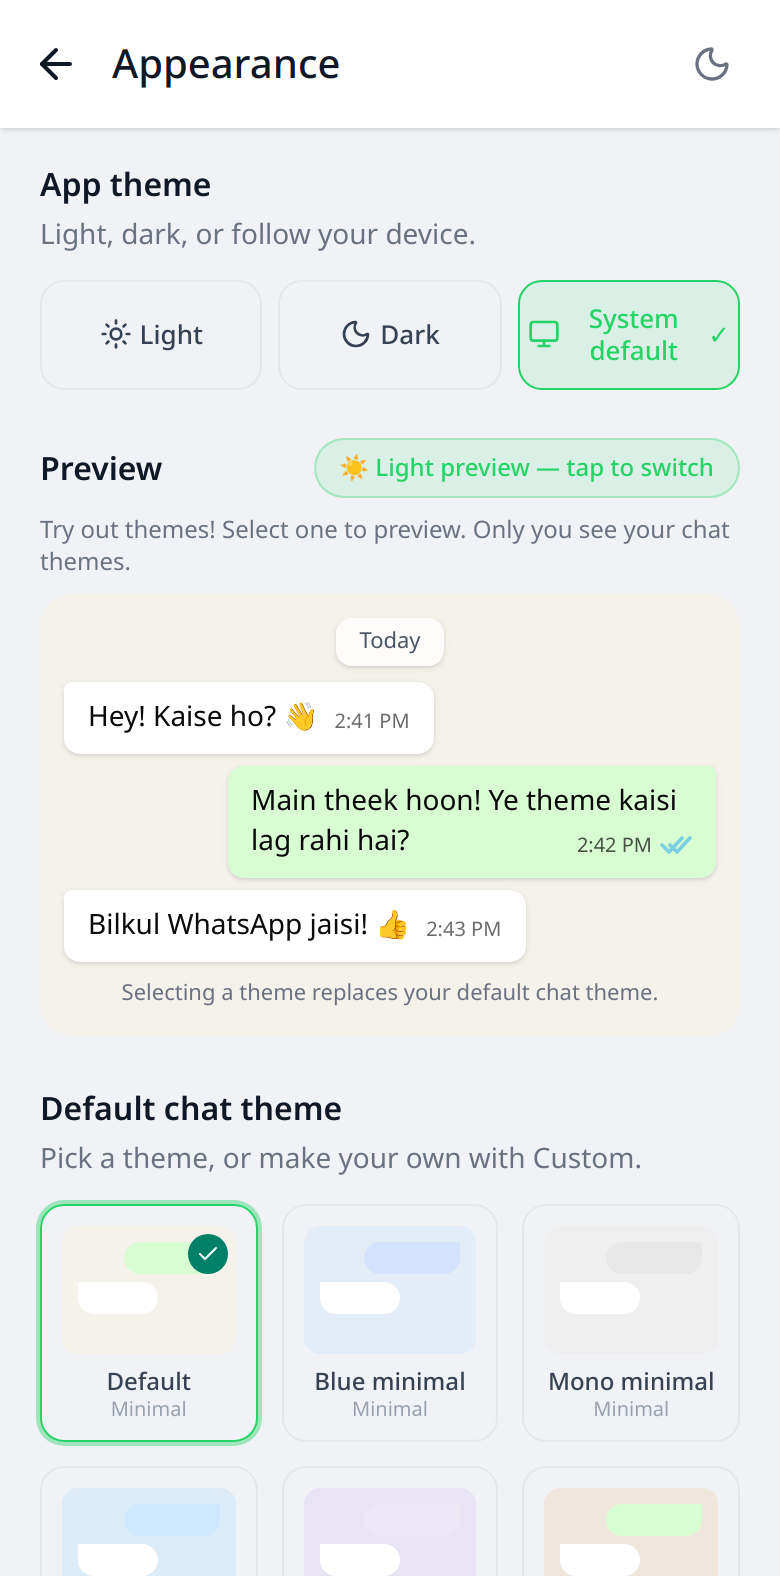 Appearance
App theme
Light, dark, or follow your device.
Light
Dark
System
default ✓
Preview
☀️ Light preview — tap to switch
Try out themes! Select one to preview. Only you see your chat
themes.
Today
Hey! Kaise ho? 👋 2:41 PM
Main theek hoon! Ye theme kaisi
lag rahi hai? 2:42 PM
Bilkul WhatsApp jaisi! 👍 2:43 PM
Selecting a theme replaces your default chat theme.
Default chat theme
Pick a theme, or make your own with Custom.
Default
Minimal
Blue minimal
Minimal
Mono minimal
Minimal